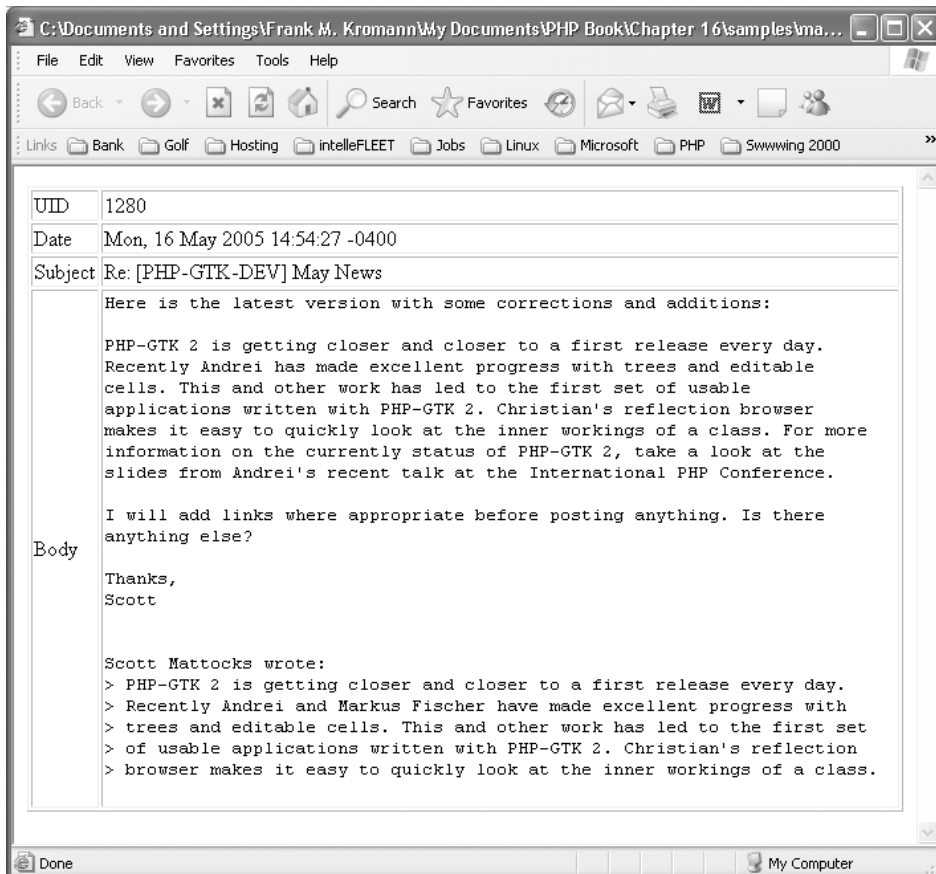 C:\Documents and Settings\Frank M. Kromann\My Documents\PHP Book\Chapter 16\samples\ma...
File Edit View Favorites Tools Help
Back Search Favorites
Links Bank Golf Hosting intelleFLEET Jobs Linux Microsoft PHP Swwwing 2000 »
UID 1280
Date Mon, 16 May 2005 14:54:27 -0400
Subject Re: [PHP-GTK-DEV] May News
Body
Here is the latest version with some corrections and additions:
PHP-GTK 2 is getting closer and closer to a first release every day.
Recently Andrei has made excellent progress with trees and editable
cells. This and other work has led to the first set of usable
applications written with PHP-GTK 2. Christian's reflection browser
makes it easy to quickly look at the inner workings of a class. For more
information on the currently status of PHP-GTK 2, take a look at the
slides from Andrei's recent talk at the International PHP Conference.
I will add links where appropriate before posting anything. Is there
anything else?
Thanks,
Scott
Scott Mattocks wrote:
> PHP-GTK 2 is getting closer and closer to a first release every day.
> Recently Andrei and Markus Fischer have made excellent progress with
> trees and editable cells. This and other work has led to the first set
> of usable applications written with PHP-GTK 2. Christian's reflection
> browser makes it easy to quickly look at the inner workings of a class.
Done My Computer